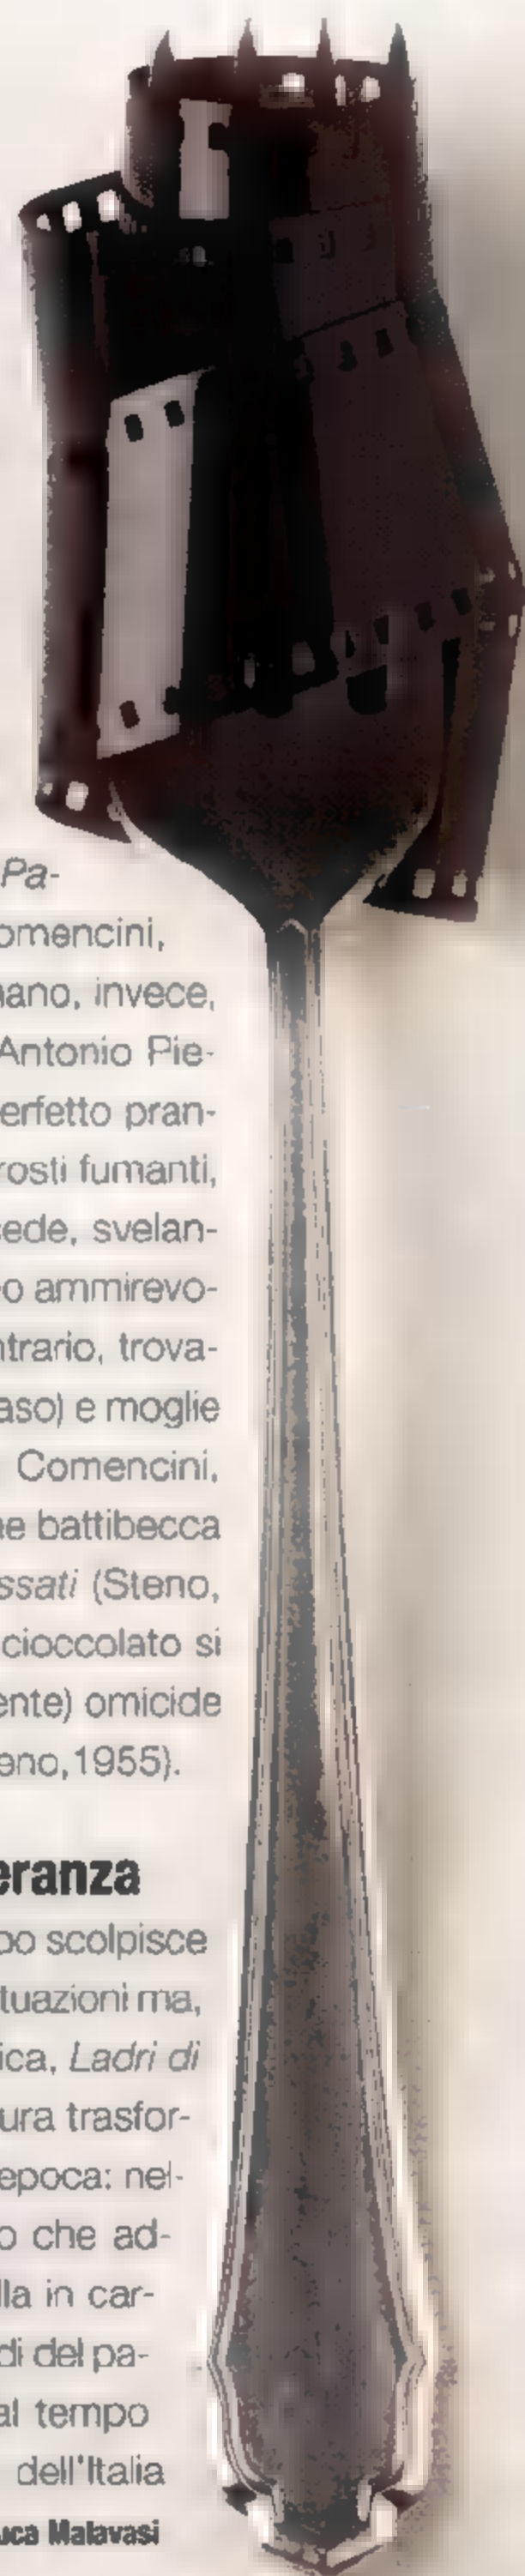 Pa-
omencini,
nano, invece,
Antonio Pie-
erfetto pran-
rosti fumanti,
ede, svelan-
o ammirevo-
ntrario, trova-
aso) e moglie
Comencini,
ne battibecca
ssati (Steno,
cioccolato si
ente) omicide
eno,1955).
eranza
po scolpisce
tuazioni ma,
ica, Ladri di
ura trasfor-
epoca: nel-
o che ad-
lla in car-
di del pa-
al tempo
dell'Italia
uca Malavasi